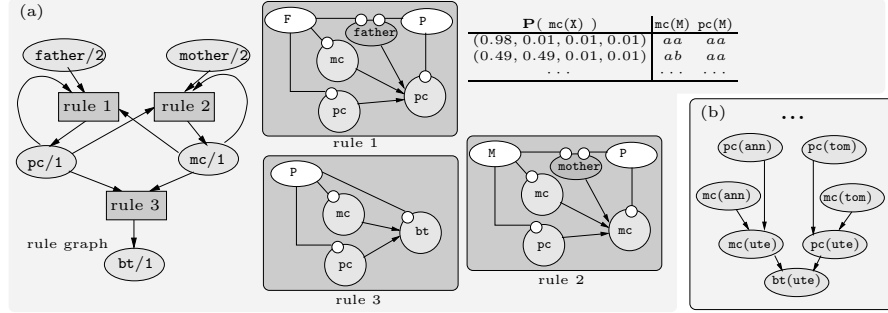 (a)
father/2 mother/2
rule 1 rule 2
pc/1 mc/1
rule 3
rule graph
bt/1
F P
father
mc
pc
pc
rule 1
P
mc
bt
pc
rule 3
M P
mother
mc
mc
pc
rule 2
P( mc(X) ) mc(M) pc(M)
(0.98, 0.01, 0.01, 0.01) aa aa
(0.49, 0.49, 0.01, 0.01) ab aa
... ... ...
(b)
...
pc(ann) pc(tom)
mc(ann) mc(tom)
mc(ute) pc(ute)
bt(ute)